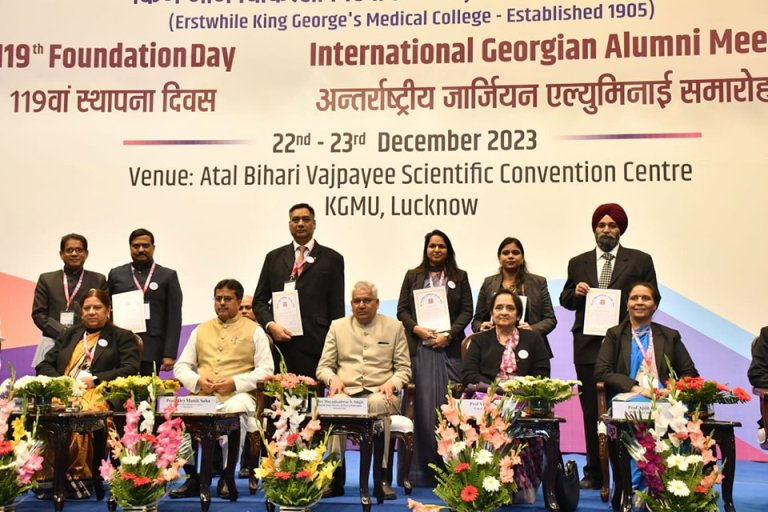 (Erstwhile King George's Medical College - Established 1905)
119th Foundation Day
119वां स्थापना दिवस
International Georgian Alumni Mee
अन्तर्राष्ट्रीय जार्जियन एल्युमिनाई समारोह
22nd - 23rd December 2023
Venue: Atal Bihari Vajpayee Scientific Convention Centre
KGMU, Lucknow